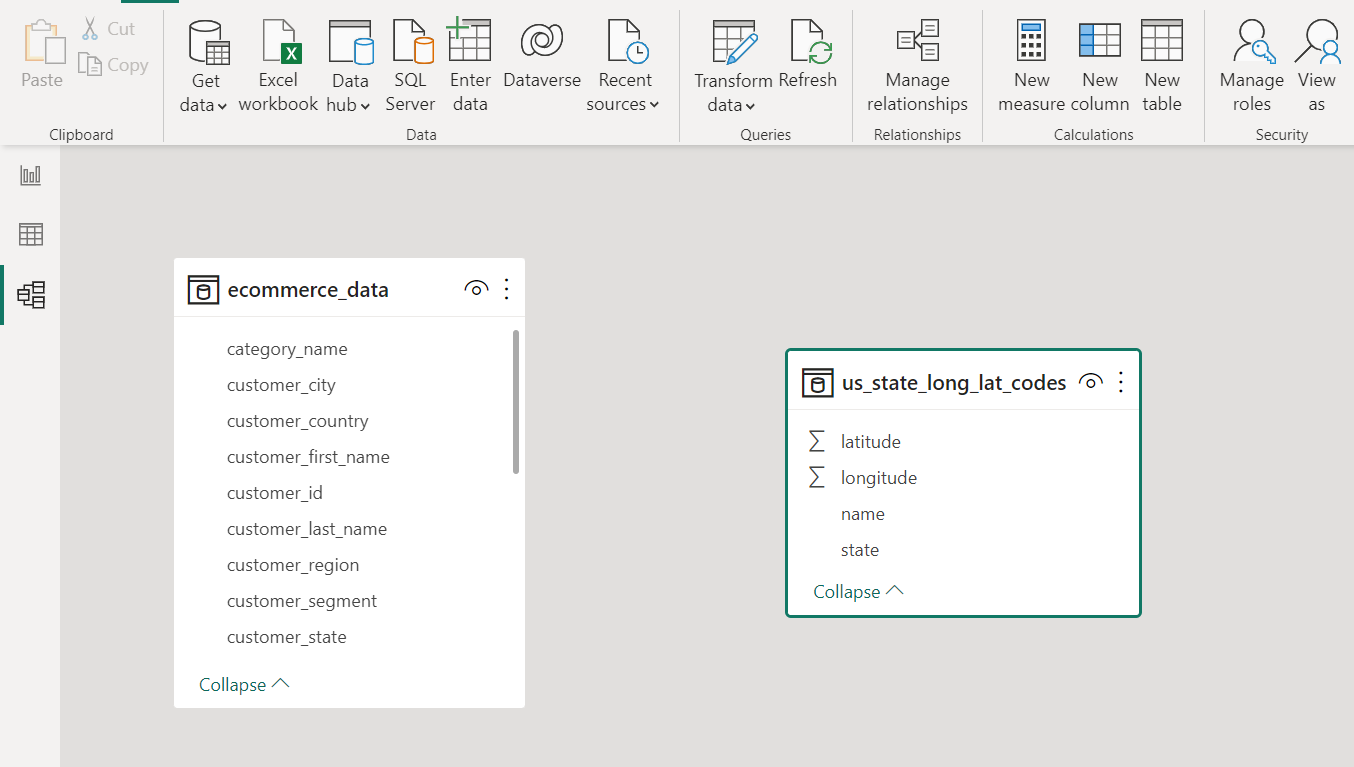 Paste
Cut
Copy
Clipboard
Get
data
Excel
workbook
Data
hub
SQL
Server
Enter
data
Dataverse
Recent
sources
Data
Transform
data
Refresh
Queries
Manage
relationships
Relationships
New
measure
New
column
New
table
Calculations
Manage
roles
View
as
Security
ecommerce_data
category_name
customer_city
customer_country
customer_first_name
customer_id
customer_last_name
customer_region
customer_segment
customer_state
Collapse
us_state_long_lat_codes
latitude
longitude
name
state
Collapse